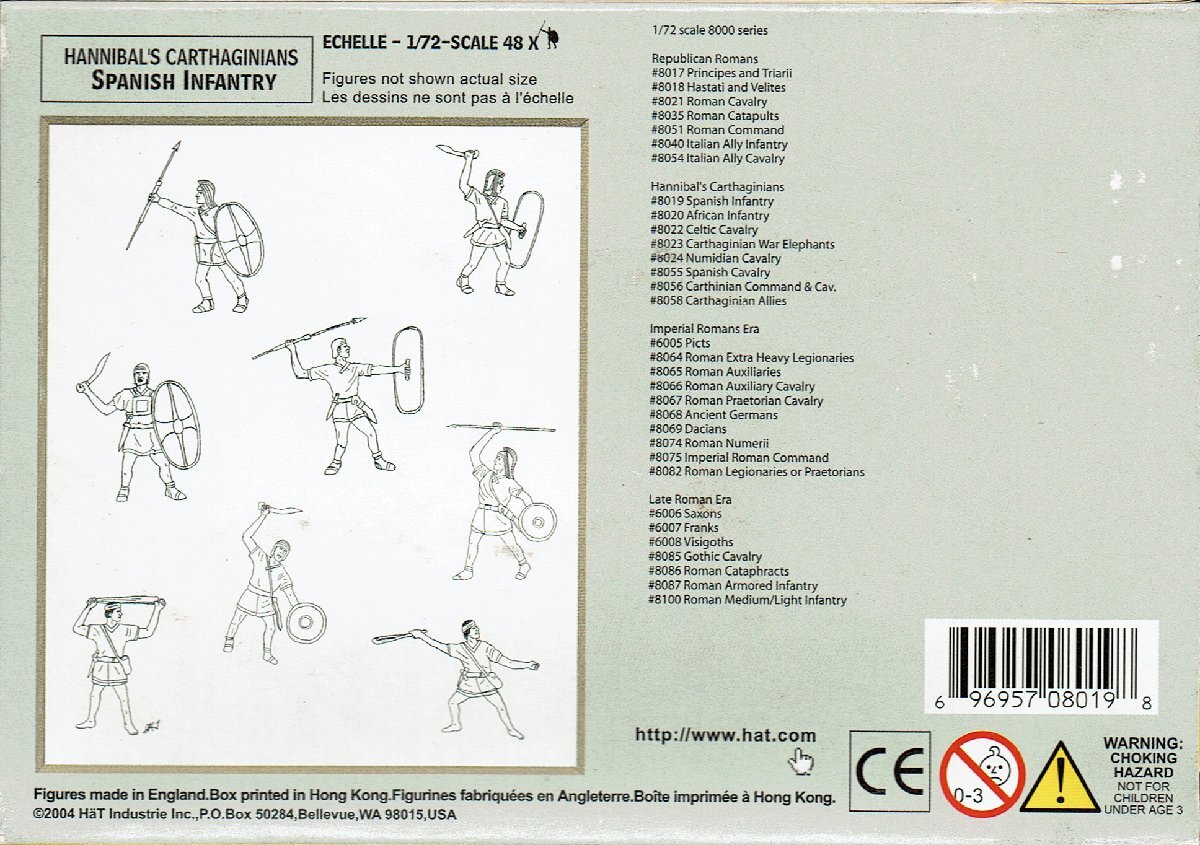 HANNIBAL'S CARTHAGINIANS
SPANISH INFANTRY
ECHELLE - 1/72-SCALE 48 X
Figures not shown actual size
Les dessins ne sont pas à l'échelle
1/72 scale 8000 series
Republican Romans
#8017 Principes and Triarii
#8018 Hastati and Velites
#8021 Roman Cavalry
#8035 Roman Catapults
#8051 Roman Command
#8040 Italian Ally Infantry
#8054 Italian Ally Cavalry
Hannibal's Carthaginians
#8019 Spanish Infantry
#8020 African Infantry
#8022 Celtic Cavalry
#8023 Carthaginian War Elephants
#8024 Numidian Cavalry
#8055 Spanish Cavalry
#8056 Carthinian Command & Cav.
#8058 Carthaginian Allies
Imperial Romans Era
#6005 Picts
#8064 Roman Extra Heavy Legionaries
#8065 Roman Auxiliaries
#8066 Roman Auxiliary Cavalry
#8067 Roman Praetorian Cavalry
#8068 Ancient Germans
#8069 Dacians
#8074 Roman Numerii
#8075 Imperial Roman Command
#8082 Roman Legionaries or Praetorians
Late Roman Era
#6006 Saxons
#6007 Franks
#6008 Visigoths
#8085 Gothic Cavalry
#8086 Roman Cataphracts
#8087 Roman Armored Infantry
#8100 Roman Medium/Light Infantry
6 96957 08019 8
http://www.hat.com
CE
0-3
WARNING:
CHOKING
HAZARD
NOT FOR
CHILDREN
UNDER AGE 3
Figures made in England.Box printed in Hong Kong.Figurines fabriquées en Angleterre.Boîte imprimée à Hong Kong.
©2004 HäT Industrie Inc.,P.O.Box 50284,Bellevue,WA 98015,USA